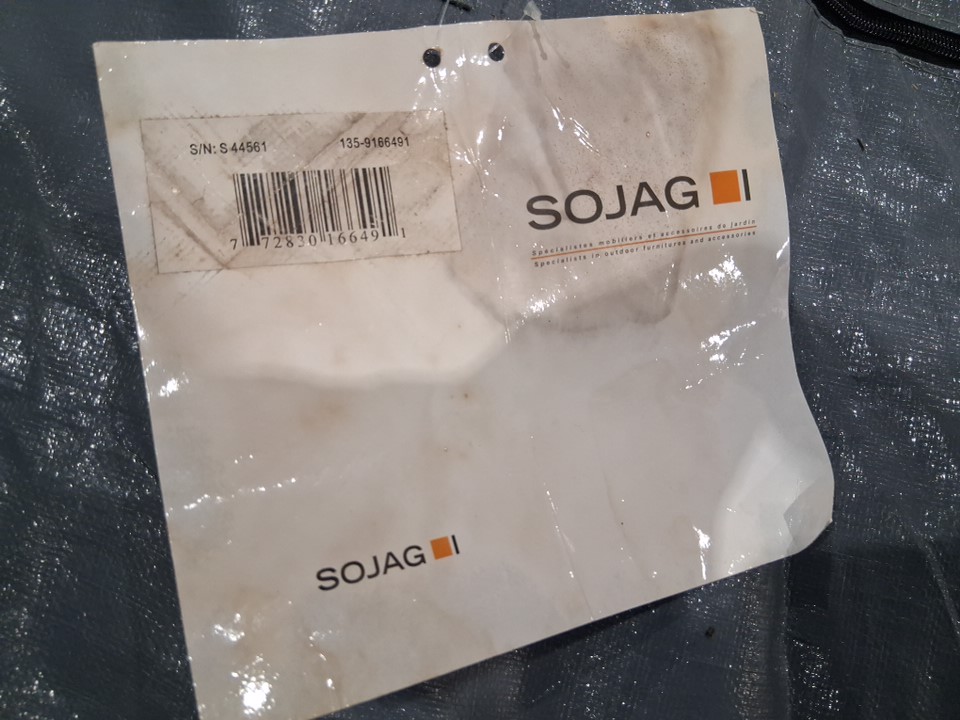 S/N: S 44561 135-9166491
7 72830 16649 1
SOJAG
Spécialistes mobiliers et accessoires de jardin
Specialists in outdoor furnitures and accessories
SOJAG